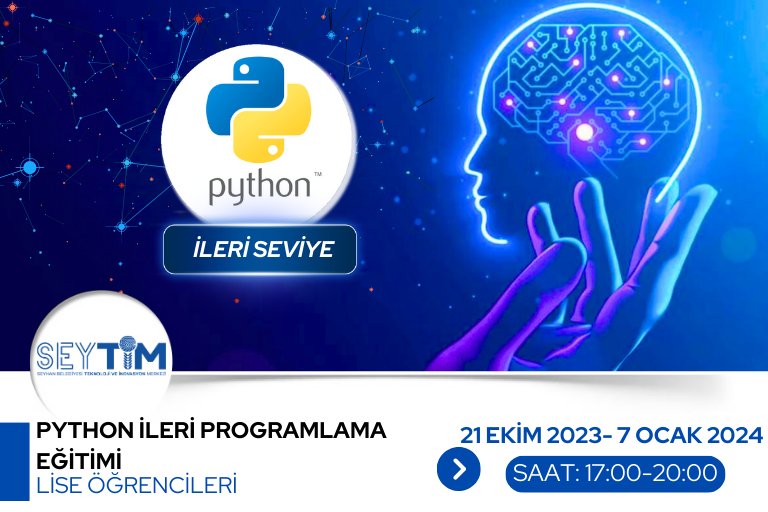 python™
İLERİ SEVİYE
SEYTİM
SEYHAN BELEDİYESİ TEKNOLOJİ VE İNOVASYON MERKEZİ
PYTHON İLERİ PROGRAMLAMA
EĞİTİMİ
LİSE ÖĞRENCİLERİ
21 EKİM 2023- 7 OCAK 2024
SAAT: 17:00-20:00